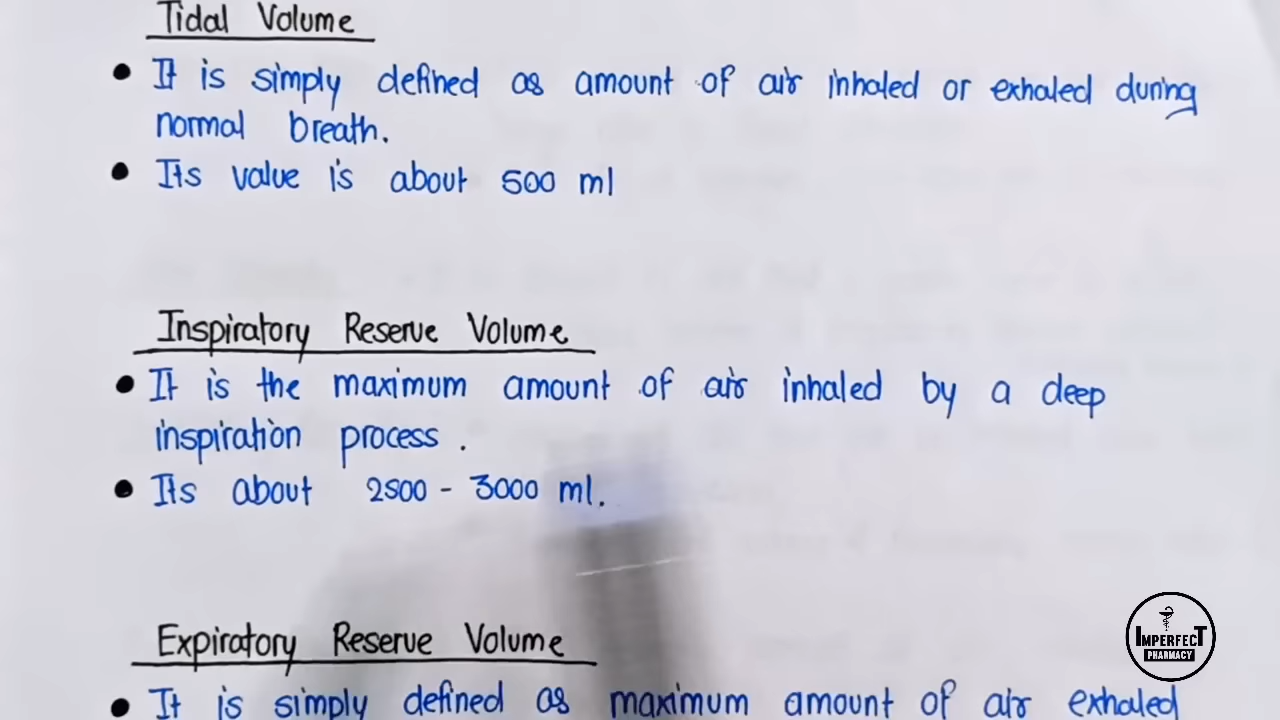 Tidal Volume
• It is simply defined as amount of air inhaled or exhaled during
normal breath.
• Its value is about 500 ml
Inspiratory Reserve Volume
• It is the maximum amount of air inhaled by a deep
inspiration process.
• Its about 2500 - 3000 ml.
Expiratory Reserve Volume
• It is simply defined as maximum amount of air exhaled
IMPERFECT
PHARMACY